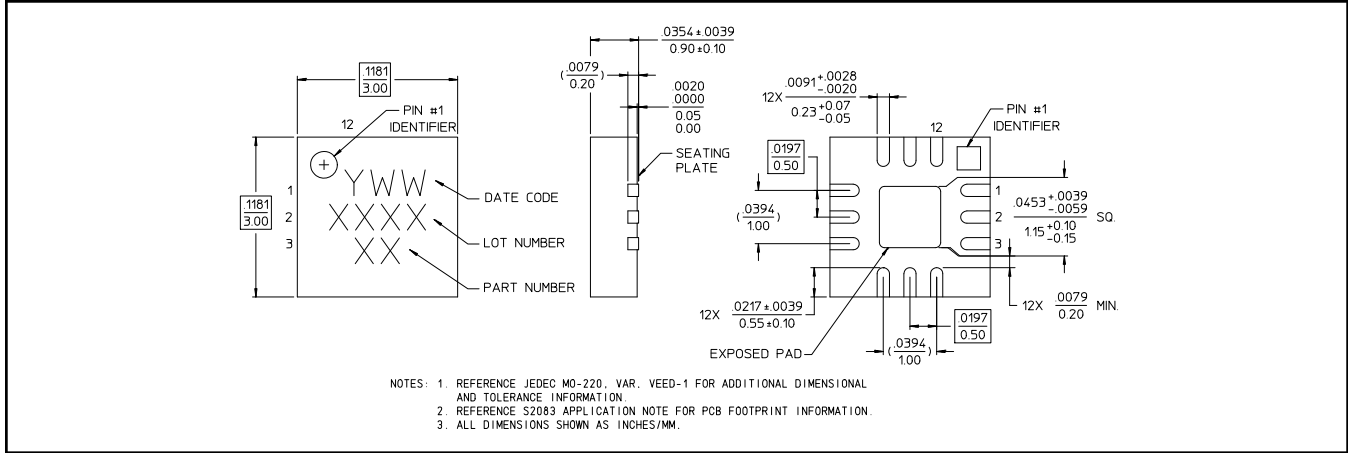 .1181
3.00
12
PIN #1
IDENTIFIER
.1181
3.00
1
2
3
YWW
XXXX
XX
DATE CODE
LOT NUMBER
PART NUMBER
.0354±.0039
0.90±0.10
(.0079
0.20)
.0020
.0000
0.05
0.00
SEATING
PLATE
12X .0091 +.0028 -.0020
0.23 +0.07 -0.05
12
PIN #1
IDENTIFIER
.0197
0.50
(.0394
1.00)
1
2
3
.0453 +.0039 -.0059
1.15 +0.10 -0.15
SQ.
12X .0217±.0039
0.55±0.10
12X .0079
0.20 MIN.
.0197
0.50
(.0394
1.00)
EXPOSED PAD
NOTES: 1. REFERENCE JEDEC MO-220, VAR. VEED-1 FOR ADDITIONAL DIMENSIONAL
AND TOLERANCE INFORMATION.
2. REFERENCE S2083 APPLICATION NOTE FOR PCB FOOTPRINT INFORMATION.
3. ALL DIMENSIONS SHOWN AS INCHES/MM.